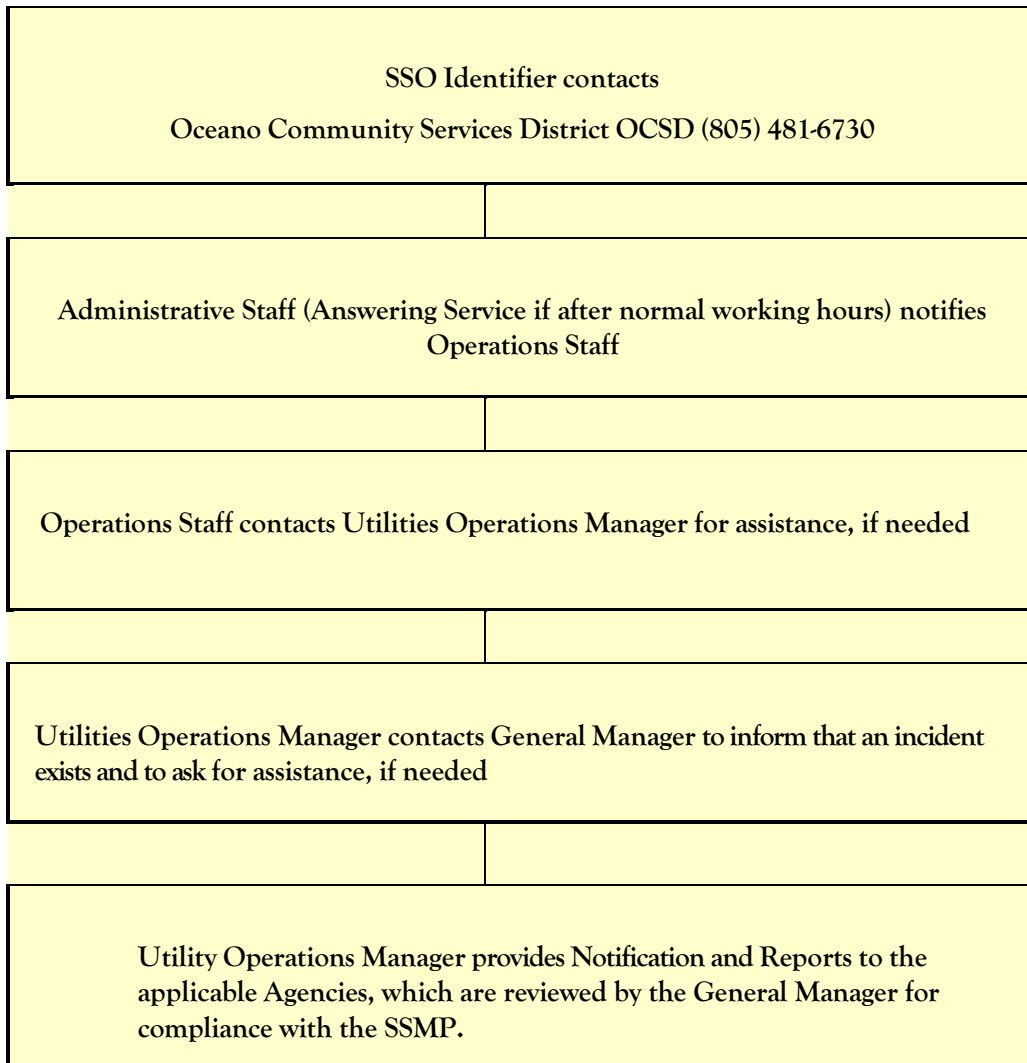 SSO Identifier contacts
Oceano Community Services District OCSD (805) 481-6730
Administrative Staff (Answering Service if after normal working hours) notifies
Operations Staff
Operations Staff contacts Utilities Operations Manager for assistance, if needed
Utilities Operations Manager contacts General Manager to inform that an incident
exists and to ask for assistance, if needed
Utility Operations Manager provides Notification and Reports to the
applicable Agencies, which are reviewed by the General Manager for
compliance with the SSMP.